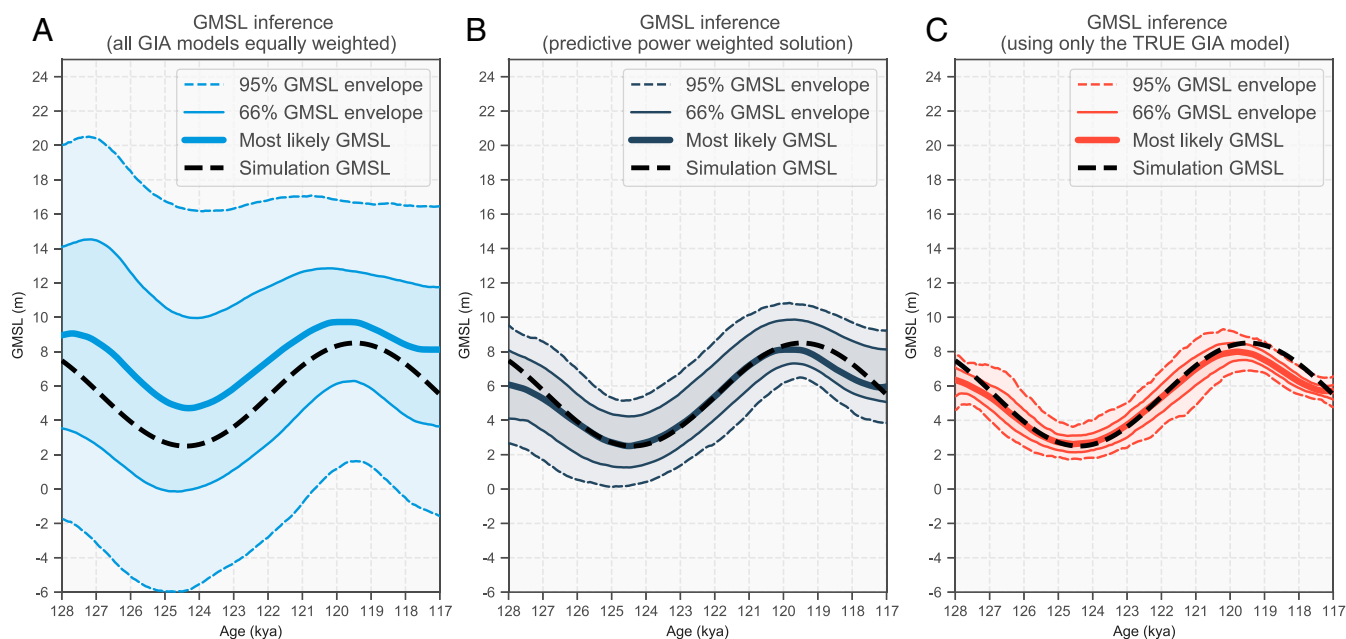 A
GMSL inference
(all GIA models equally weighted)
24
22
20
18
16
14
12
10
8
6
4
2
0
-2
-4
-6
GMSL (m)
95% GMSL envelope
66% GMSL envelope
Most likely GMSL
Simulation GMSL
128 127 126 125 124 123 122 121 120 119 118 117
Age (kya)
B
GMSL inference
(predictive power weighted solution)
24
22
20
18
16
14
12
10
8
6
4
2
0
-2
-4
-6
GMSL (m)
95% GMSL envelope
66% GMSL envelope
Most likely GMSL
Simulation GMSL
128 127 126 125 124 123 122 121 120 119 118 117
Age (kya)
C
GMSL inference
(using only the TRUE GIA model)
24
22
20
18
16
14
12
10
8
6
4
2
0
-2
-4
-6
GMSL (m)
95% GMSL envelope
66% GMSL envelope
Most likely GMSL
Simulation GMSL
128 127 126 125 124 123 122 121 120 119 118 117
Age (kya)